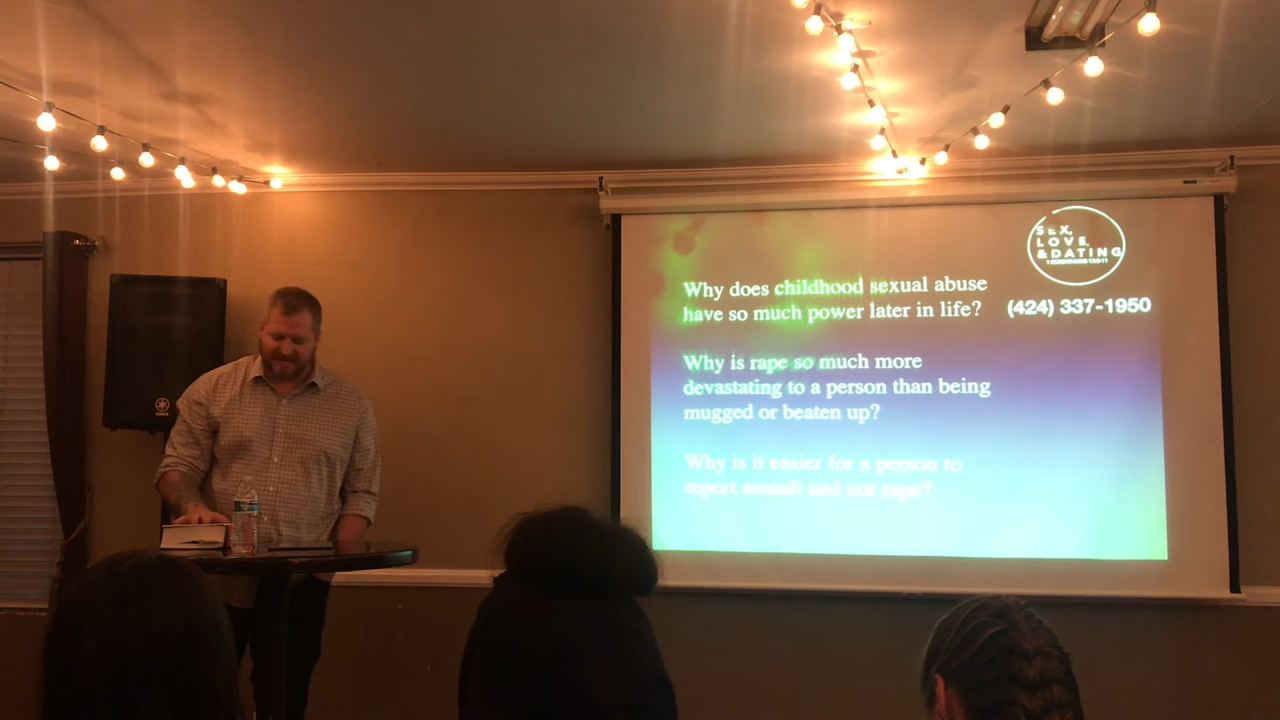 SEX,
LOVE,
& DATING
Why does childhood sexual abuse
have so much power later in life?
(424) 337-1950
Why is rape so much more
devastating to a person than being
mugged or beaten up?
Why is it easier for a person to
report assault and not rape?
YAMAHA